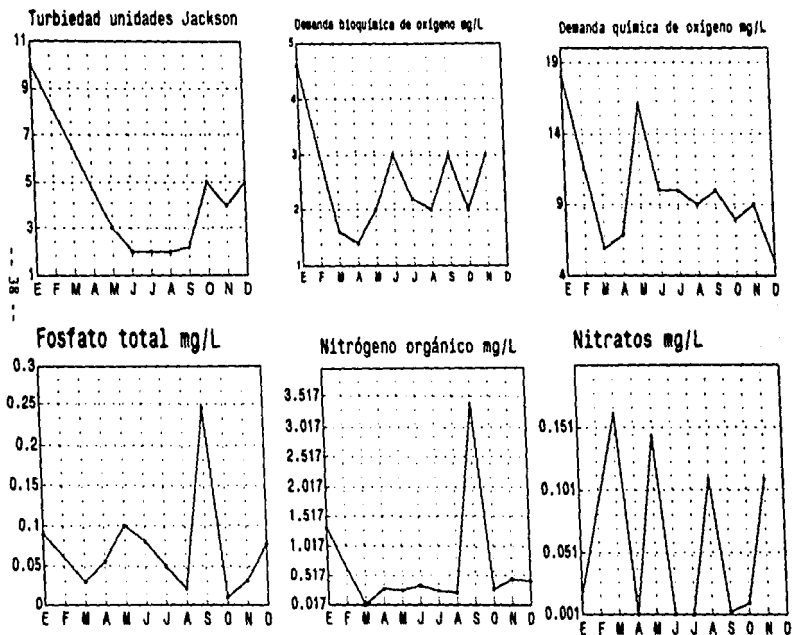 Turbiedad unidades Jackson
11
9
7
5
3
1
E F M A M J J A S O N D
Demanda bioquímica de oxígeno mg/L
5
4
3
2
1
E F M A M J J A S O N D
Demanda química de oxígeno mg/L
19
14
9
4
E F M A M J J A S O N D
-- 38 --
Fosfato total mg/L
0.3
0.25
0.2
0.15
0.1
0.05
0
E F M A M J J A S O N D
Nitrógeno orgánico mg/L
3.517
3.017
2.517
2.017
1.517
1.017
0.517
0.017
E F M A M J J A S O N D
Nitratos mg/L
0.151
0.101
0.051
0.001
E F M A M J J A S O N D